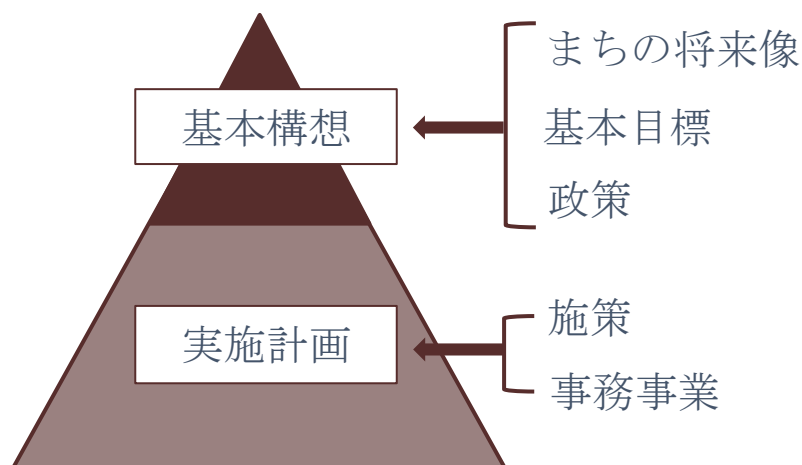 基本構想
まちの将来像
基本目標
政策
実施計画
施策
事務事業